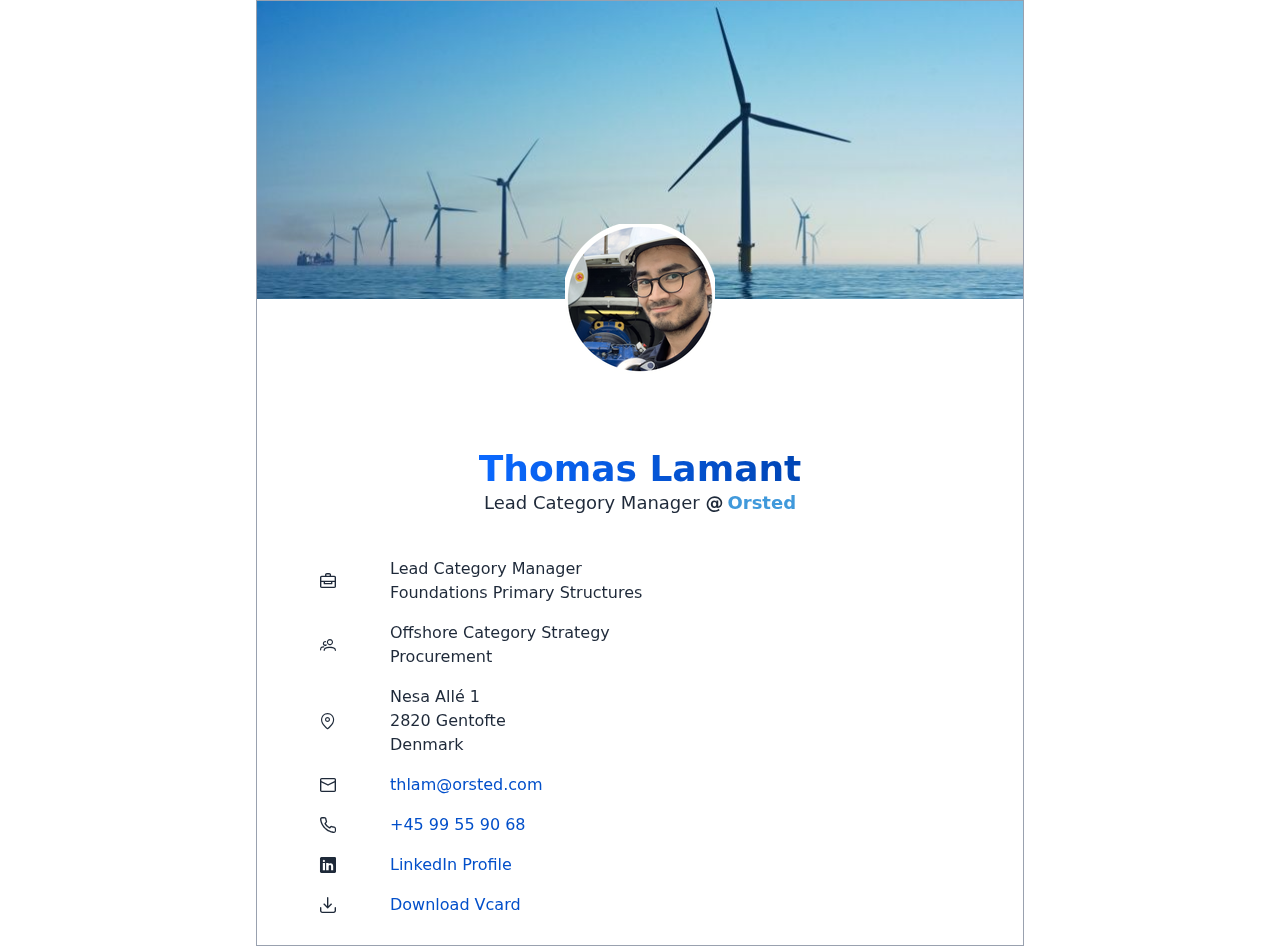 Thomas Lamant
Lead Category Manager @ Orsted
Lead Category Manager
Foundations Primary Structures
Offshore Category Strategy
Procurement
Nesa Allé 1
2820 Gentofte
Denmark
thlam@orsted.com
+45 99 55 90 68
LinkedIn Profile
Download Vcard